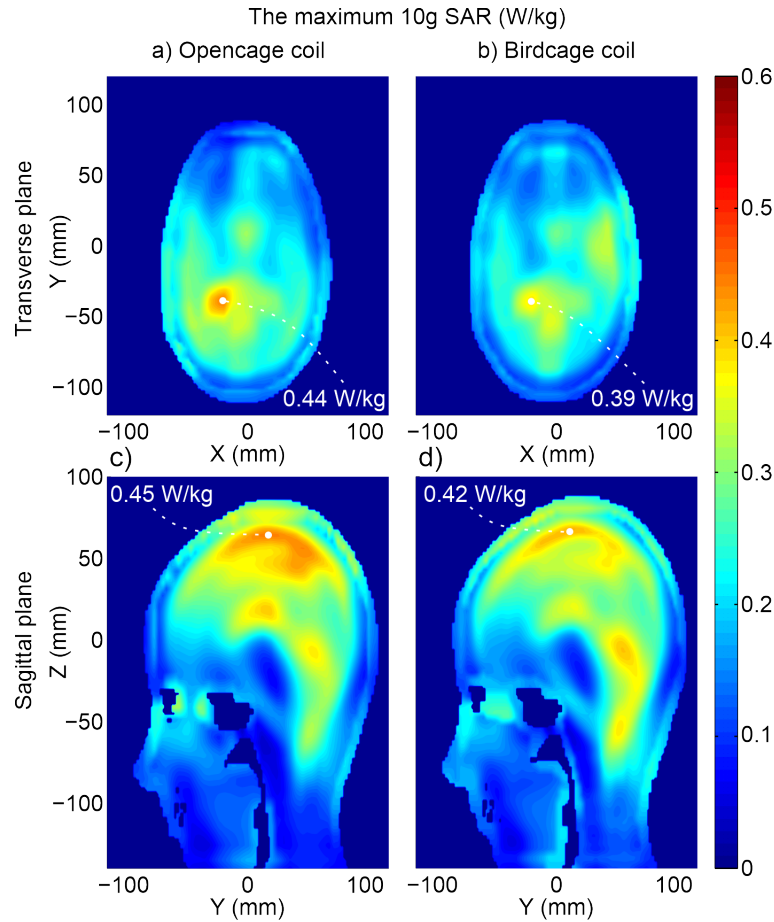 The maximum 10g SAR (W/kg)
a) Opencage coil
b) Birdcage coil
Transverse plane
Y (mm)
100
50
0
−50
−100
0.44 W/kg
0.39 W/kg
−100 0 100
X (mm)
−100 0 100
X (mm)
0.6
0.5
0.4
0.3
0.2
0.1
0
c)
d)
Sagittal plane
Z (mm)
100
50
0
−50
−100
0.45 W/kg
0.42 W/kg
−100 0 100
Y (mm)
−100 0 100
Y (mm)